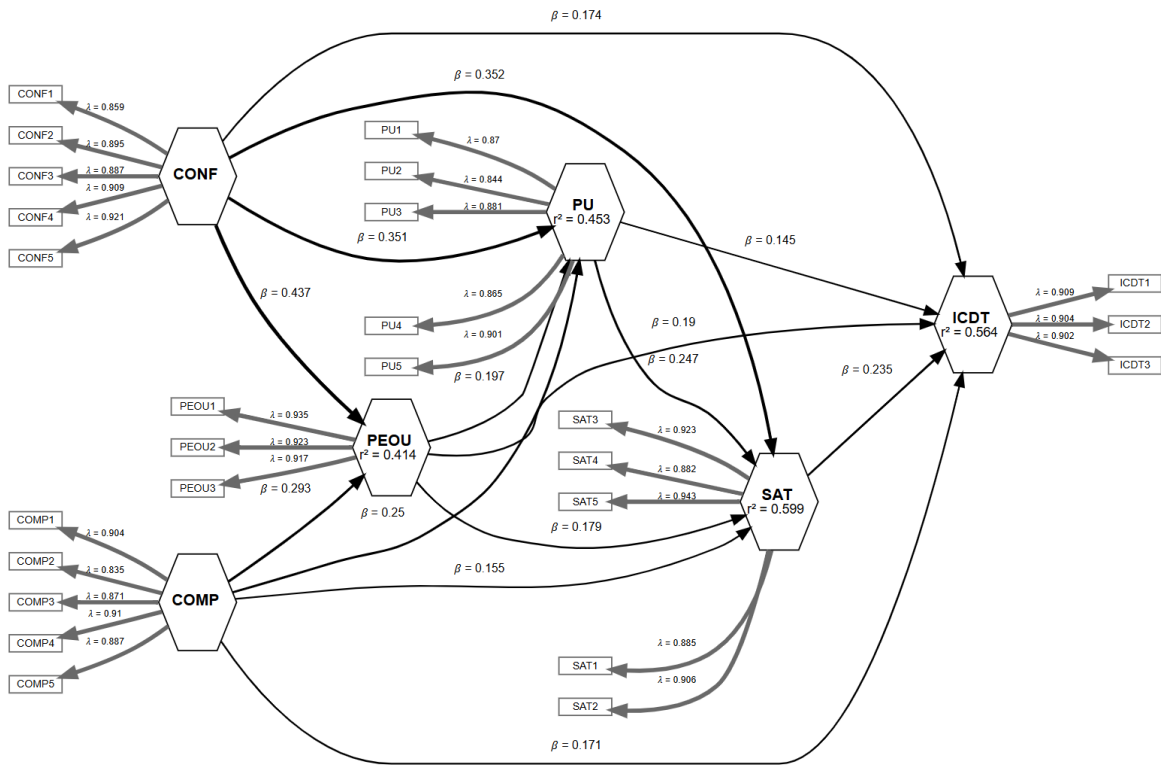 β = 0.174
β = 0.352
CONF1
λ = 0.859
CONF2
λ = 0.895
CONF3
λ = 0.887
CONF4
λ = 0.909
CONF5
λ = 0.921
CONF
PU1
λ = 0.87
PU2
λ = 0.844
PU3
λ = 0.881
PU
r² = 0.453
β = 0.351
β = 0.145
β = 0.437
PU4
λ = 0.865
PU5
λ = 0.901
β = 0.19
β = 0.247
β = 0.197
β = 0.235
ICDT
r² = 0.564
λ = 0.909
ICDT1
λ = 0.904
ICDT2
λ = 0.902
ICDT3
PEOU1
λ = 0.935
PEOU2
λ = 0.923
PEOU3
λ = 0.917
PEOU
r² = 0.414
β = 0.293
β = 0.25
SAT3
λ = 0.923
SAT4
λ = 0.882
SAT5
λ = 0.943
SAT
r² = 0.599
β = 0.179
β = 0.155
COMP1
λ = 0.904
COMP2
λ = 0.835
COMP3
λ = 0.871
COMP4
λ = 0.91
COMP5
λ = 0.887
COMP
SAT1
λ = 0.885
SAT2
λ = 0.906
β = 0.171